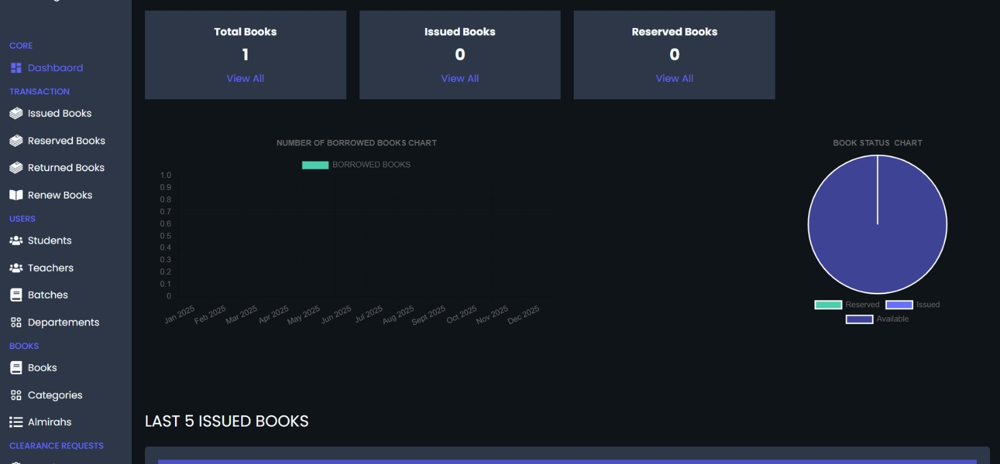 CORE
Dashbaord
TRANSACTION
Issued Books
Reserved Books
Returned Books
Renew Books
USERS
Students
Teachers
Batches
Departements
BOOKS
Books
Categories
Almirahs
CLEARANCE REQUESTS
Total Books
1
View All
Issued Books
0
View All
Reserved Books
0
View All
NUMBER OF BORROWED BOOKS CHART
BORROWED BOOKS
1.0
0.9
0.8
0.7
0.6
0.5
0.4
0.3
0.2
0.1
0
Jan 2025
Feb 2025
Mar 2025
Apr 2025
May 2025
Jun 2025
Jul 2025
Aug 2025
Sept 2025
Oct 2025
Nov 2025
Dec 2025
BOOK STATUS CHART
Reserved
Issued
Available
LAST 5 ISSUED BOOKS